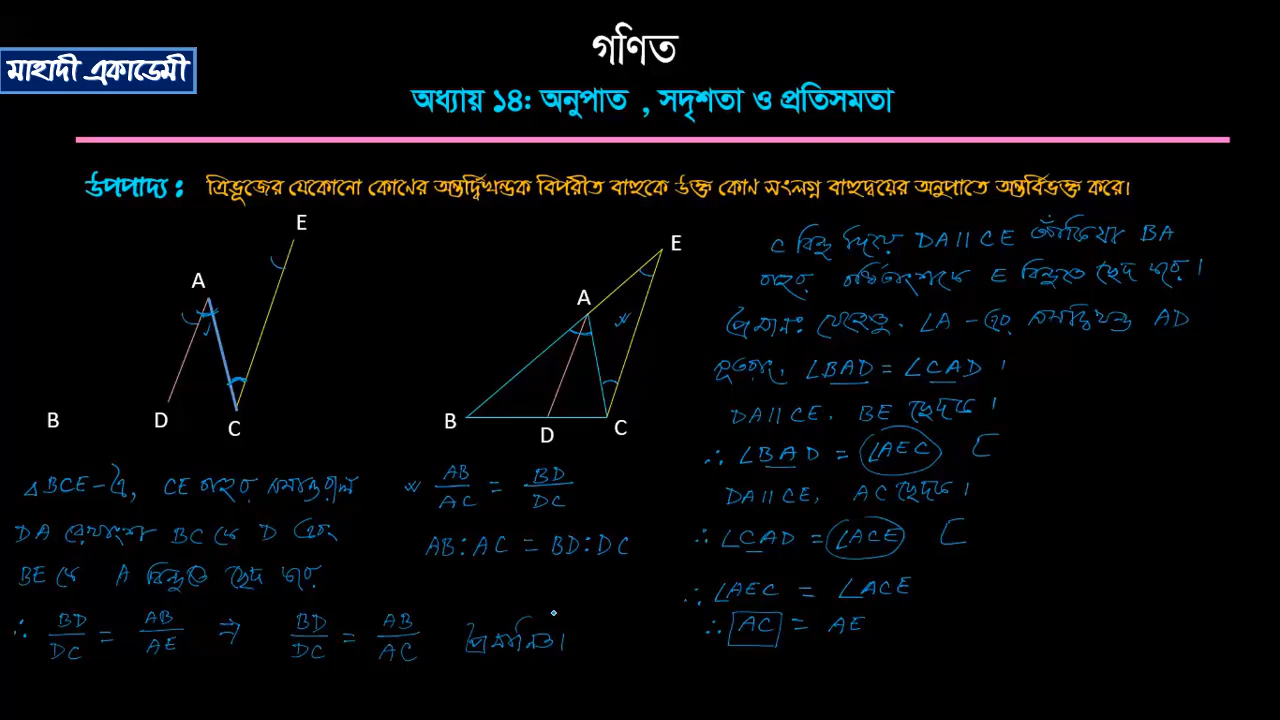 গণিত
মাহাদী একাডেমী
অধ্যায় ১৪: অনুপাত , সদৃশতা ও প্রতিসমতা
উপপাদ্য : ত্রিভূজের যেকোনো কোণের অন্তর্দ্বিখন্ডক বিপরীত বাহুকে উক্ত কোণ সংলগ্ন বাহুদ্বয়ের অনুপাতে অন্তর্বিভক্ত করে।
E
A
B
D
C
E
A
B
D
C
△BCE-এ, CE বাহুর সমান্তরাল
DA রেখাংশ BC কে D এবং
BE কে A বিন্দুতে ছেদ করে
∴ BD/DC = AB/AE ⇒ BD/DC = AB/AC প্রমাণিত।
AB/AC = BD/DC
AB : AC = BD : DC
C বিন্দু দিয়ে DA || CE BA
বাহুর বর্ধিতাংশকে E বিন্দুতে ছেদ করে।
প্রমাণঃ যেহেতু, ∠A-এর সমদ্বিখন্ডক AD
সুতরাং, ∠BAD = ∠CAD ।
DA || CE, BE ছেদক।
∴ ∠BAD = ∠AEC [
DA || CE, AC ছেদক।
∴ ∠CAD = ∠ACE [
∴ ∠AEC = ∠ACE
∴ AC = AE